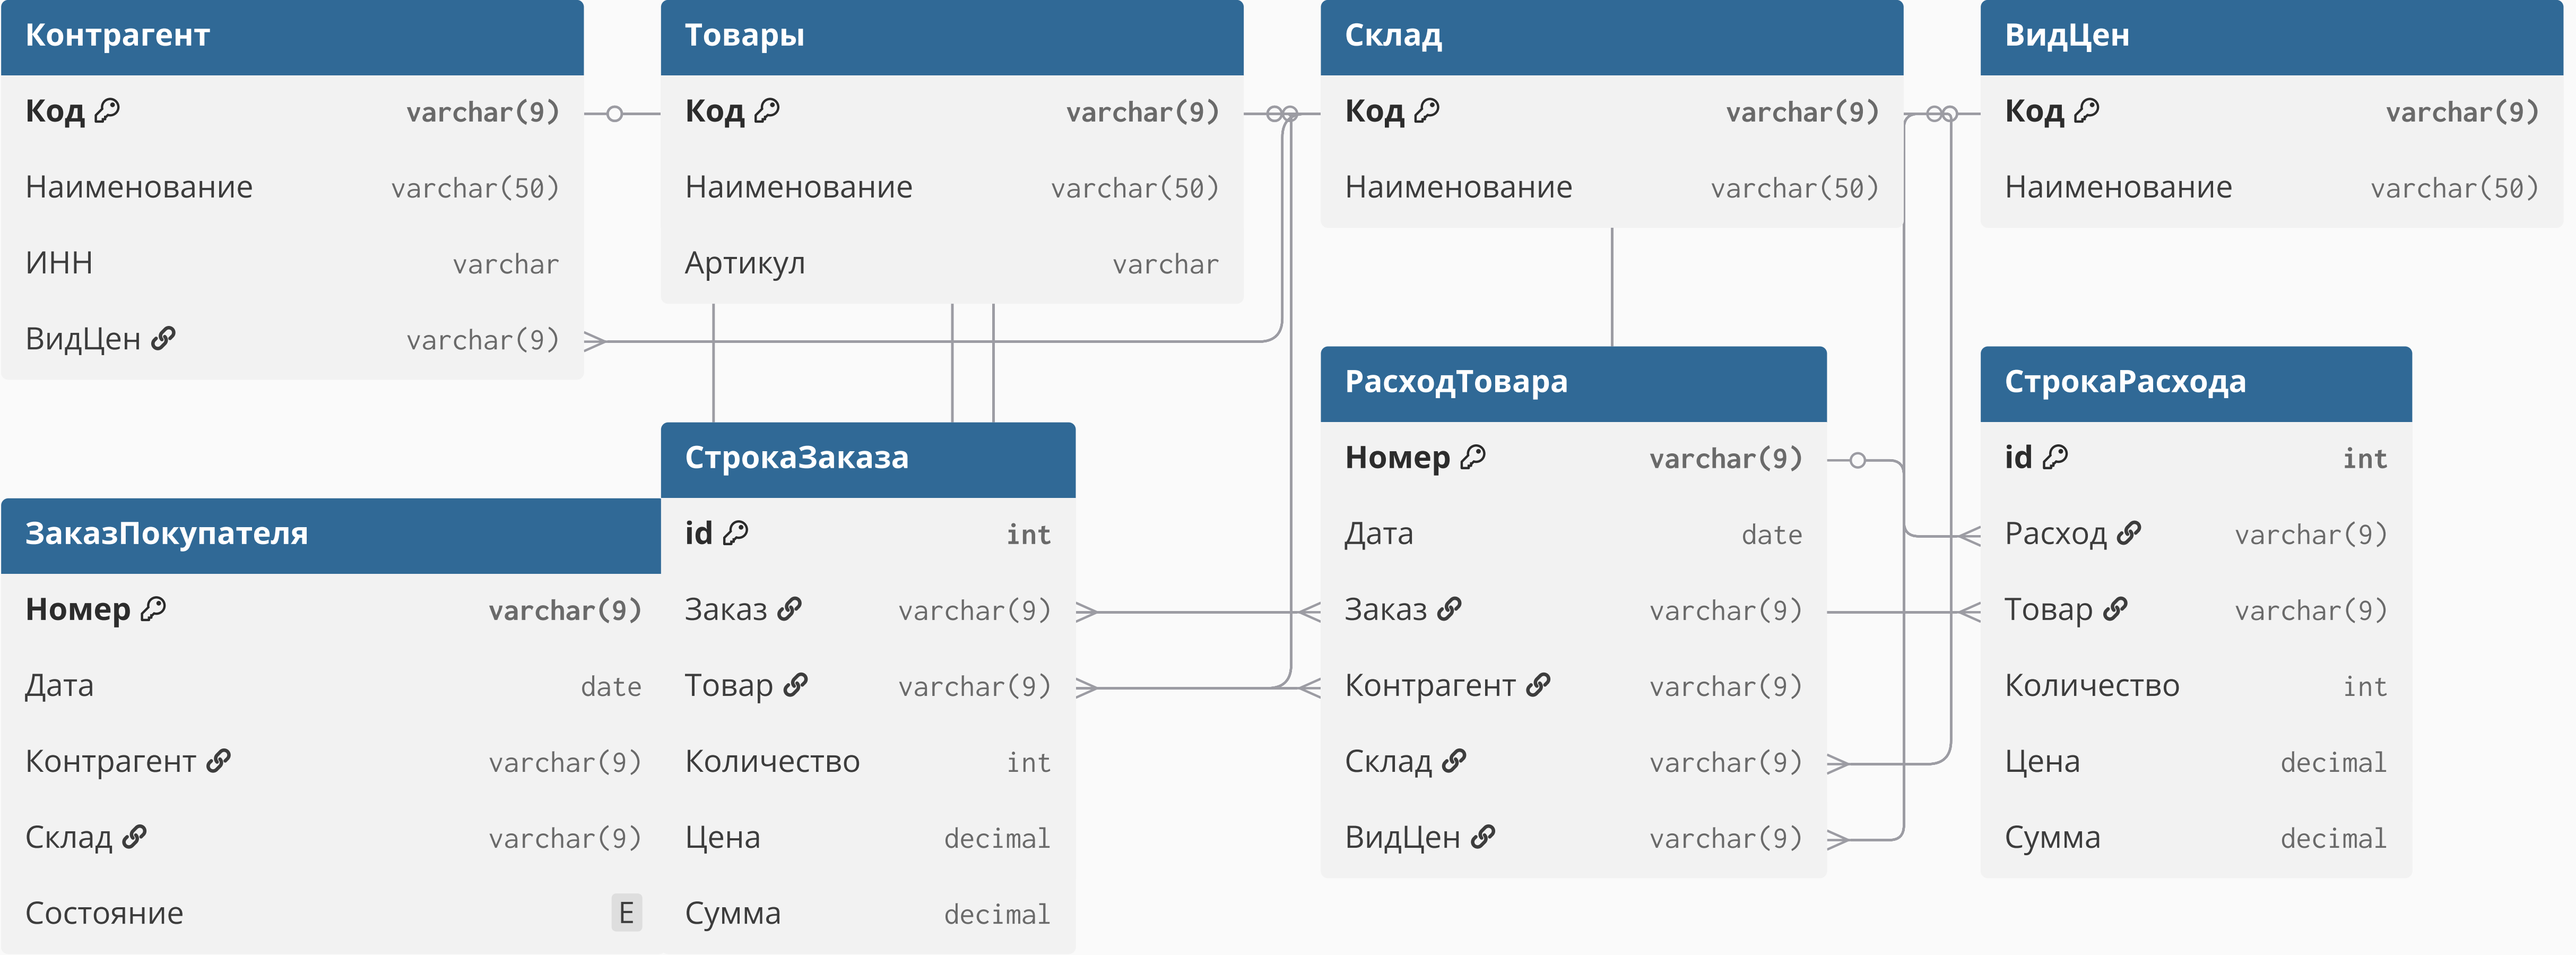 Контрагент
Код varchar(9)
Наименование varchar(50)
ИНН varchar
ВидЦен varchar(9)
Товары
Код varchar(9)
Наименование varchar(50)
Артикул varchar
Склад
Код varchar(9)
Наименование varchar(50)
ВидЦен
Код varchar(9)
Наименование varchar(50)
ЗаказПокупателя
Номер varchar(9)
Дата date
Контрагент varchar(9)
Склад varchar(9)
Состояние E
СтрокаЗаказа
id int
Заказ varchar(9)
Товар varchar(9)
Количество int
Цена decimal
Сумма decimal
РасходТовара
Номер varchar(9)
Дата date
Заказ varchar(9)
Контрагент varchar(9)
Склад varchar(9)
ВидЦен varchar(9)
СтрокаРасхода
id int
Расход varchar(9)
Товар varchar(9)
Количество int
Цена decimal
Сумма decimal